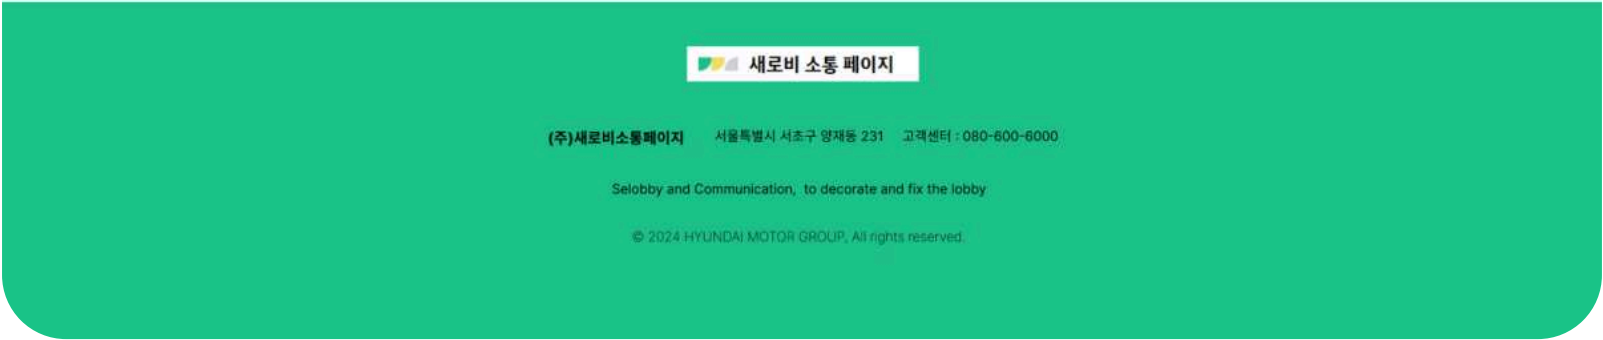 새로비 소통 페이지
(주)새로비소통페이지 서울특별시 서초구 양재동 231 고객센터 : 080-600-6000
Selobby and Communication, to decorate and fix the lobby
© 2024 HYUNDAI MOTOR GROUP, All rights reserved.